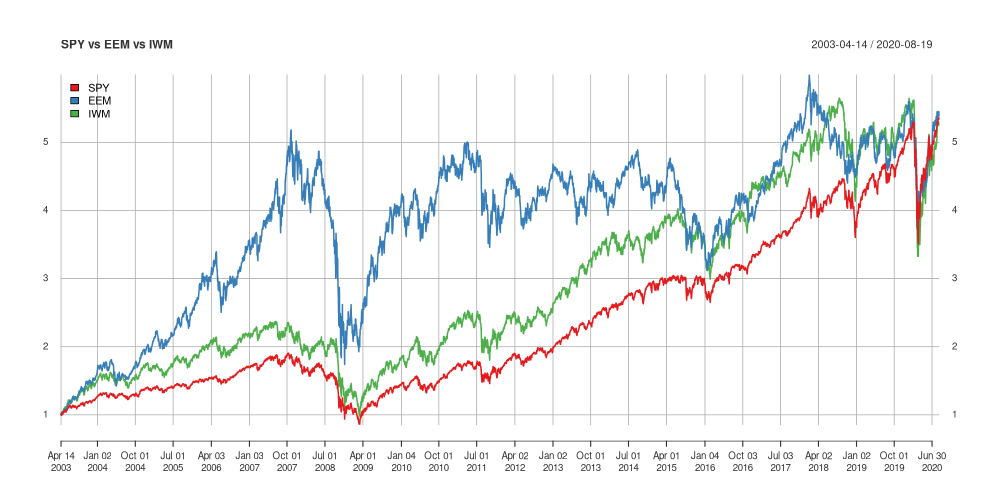 SPY vs EEM vs IWM
2003-04-14 / 2020-08-19
SPY
EEM
IWM
5 5
4 4
3 3
2 2
1 1
Apr 14 Jan 02 Oct 01 Jul 01 Apr 03 Jan 03 Oct 01 Jul 01 Apr 01 Jan 04 Oct 01 Jul 01 Apr 02 Jan 02 Oct 01 Jul 01 Apr 01 Jan 04 Oct 03 Jul 03 Apr 02 Jan 02 Oct 01 Jun 30
2003 2004 2004 2005 2006 2007 2007 2008 2009 2010 2010 2011 2012 2013 2013 2014 2015 2016 2016 2017 2018 2019 2019 2020